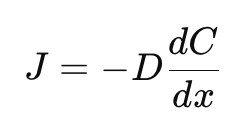 J = −D dC/dx